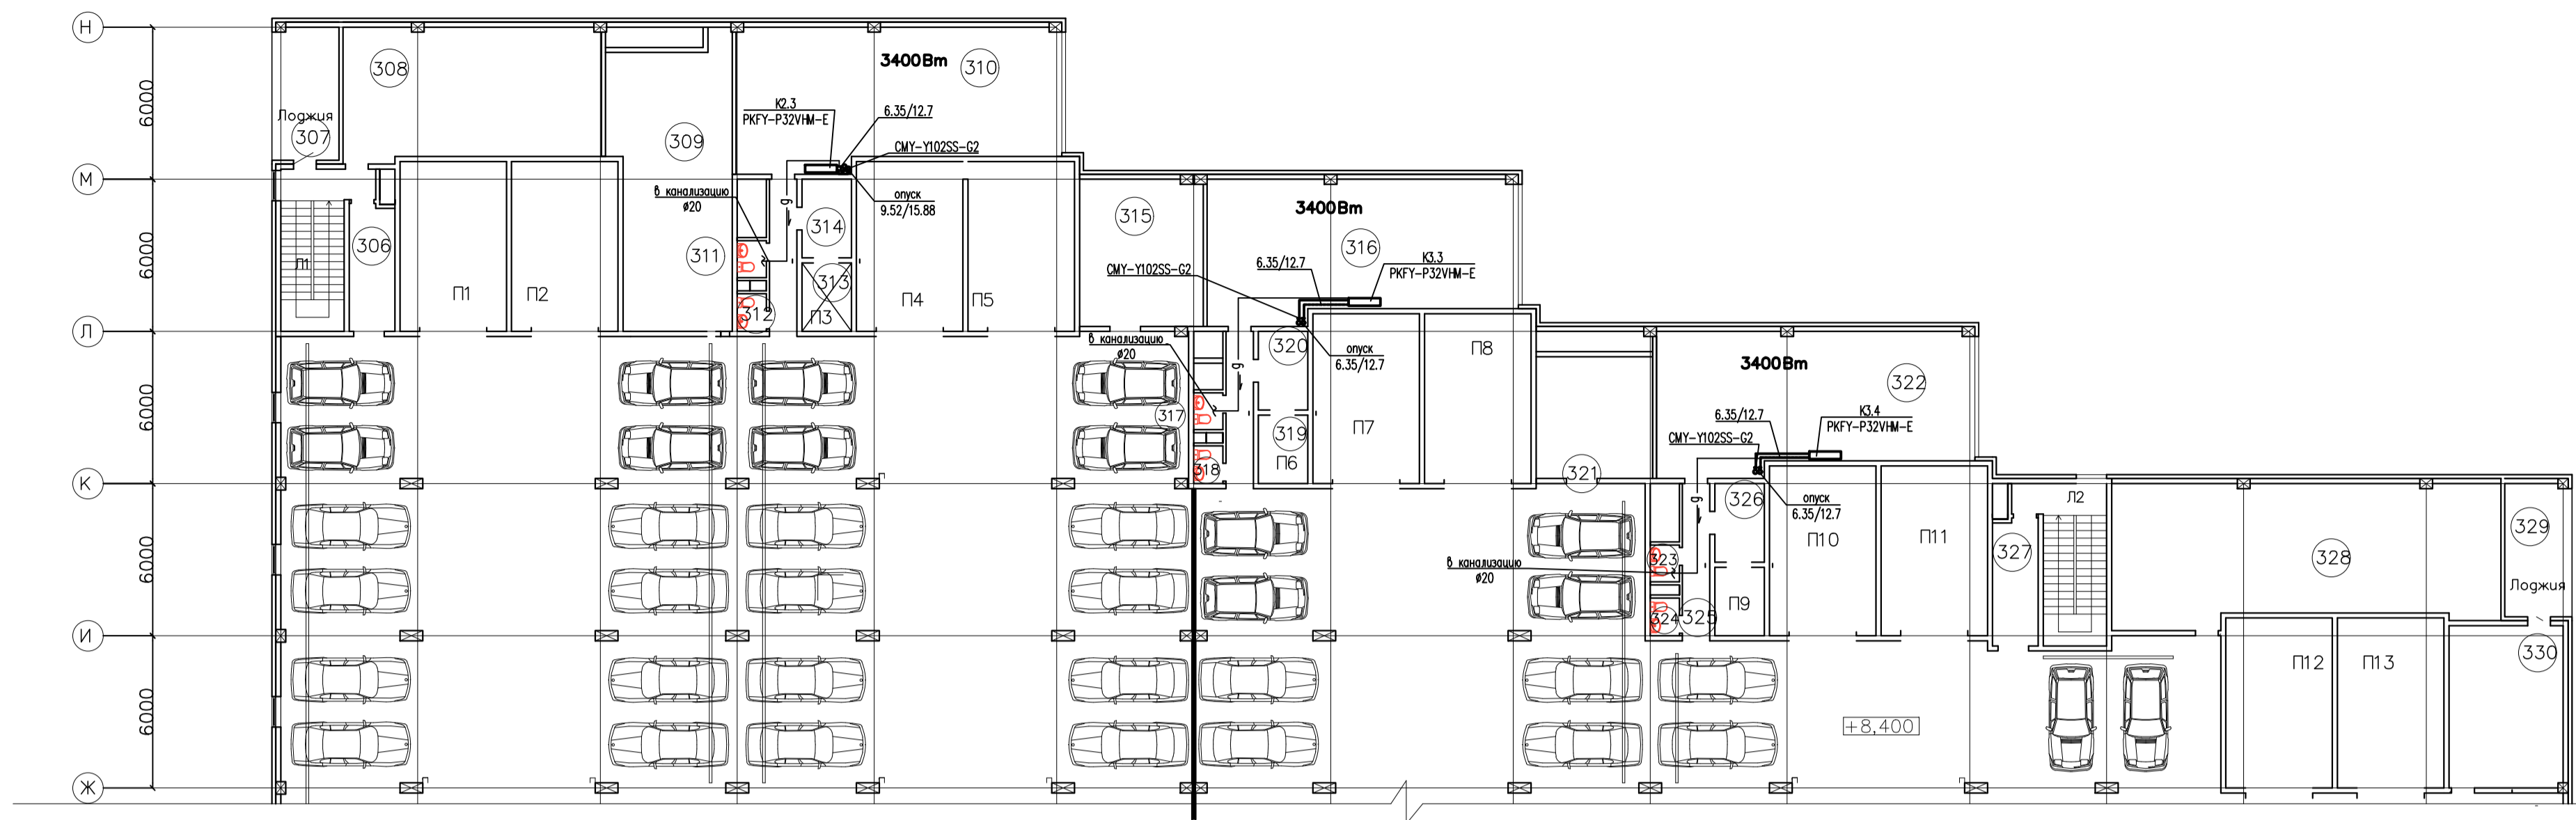 Н
М
Л
К
И
Ж
6000
6000
6000
6000
6000
308
Лоджия
307
309
3400Вт
310
К2.3
PKFY-P32VHM-E
6.35/12.7
CMY-Y102SS-G2
опуск
9.52/15.88
в канализацию
ø20
g
306
Л1
П1
П2
311
312
314
313
П3
П4
П5
315
3400Вт
316
К3.3
PKFY-P32VHM-E
6.35/12.7
CMY-Y102SS-G2
опуск
6.35/12.7
в канализацию
ø20
g
317
318
320
319
П6
П7
П8
3400Вт
322
К3.4
PKFY-P32VHM-E
6.35/12.7
CMY-Y102SS-G2
опуск
6.35/12.7
321
в канализацию
ø20
g
323
324
325
326
П9
П10
П11
327
Л2
328
329
Лоджия
330
П12
П13
+8,400